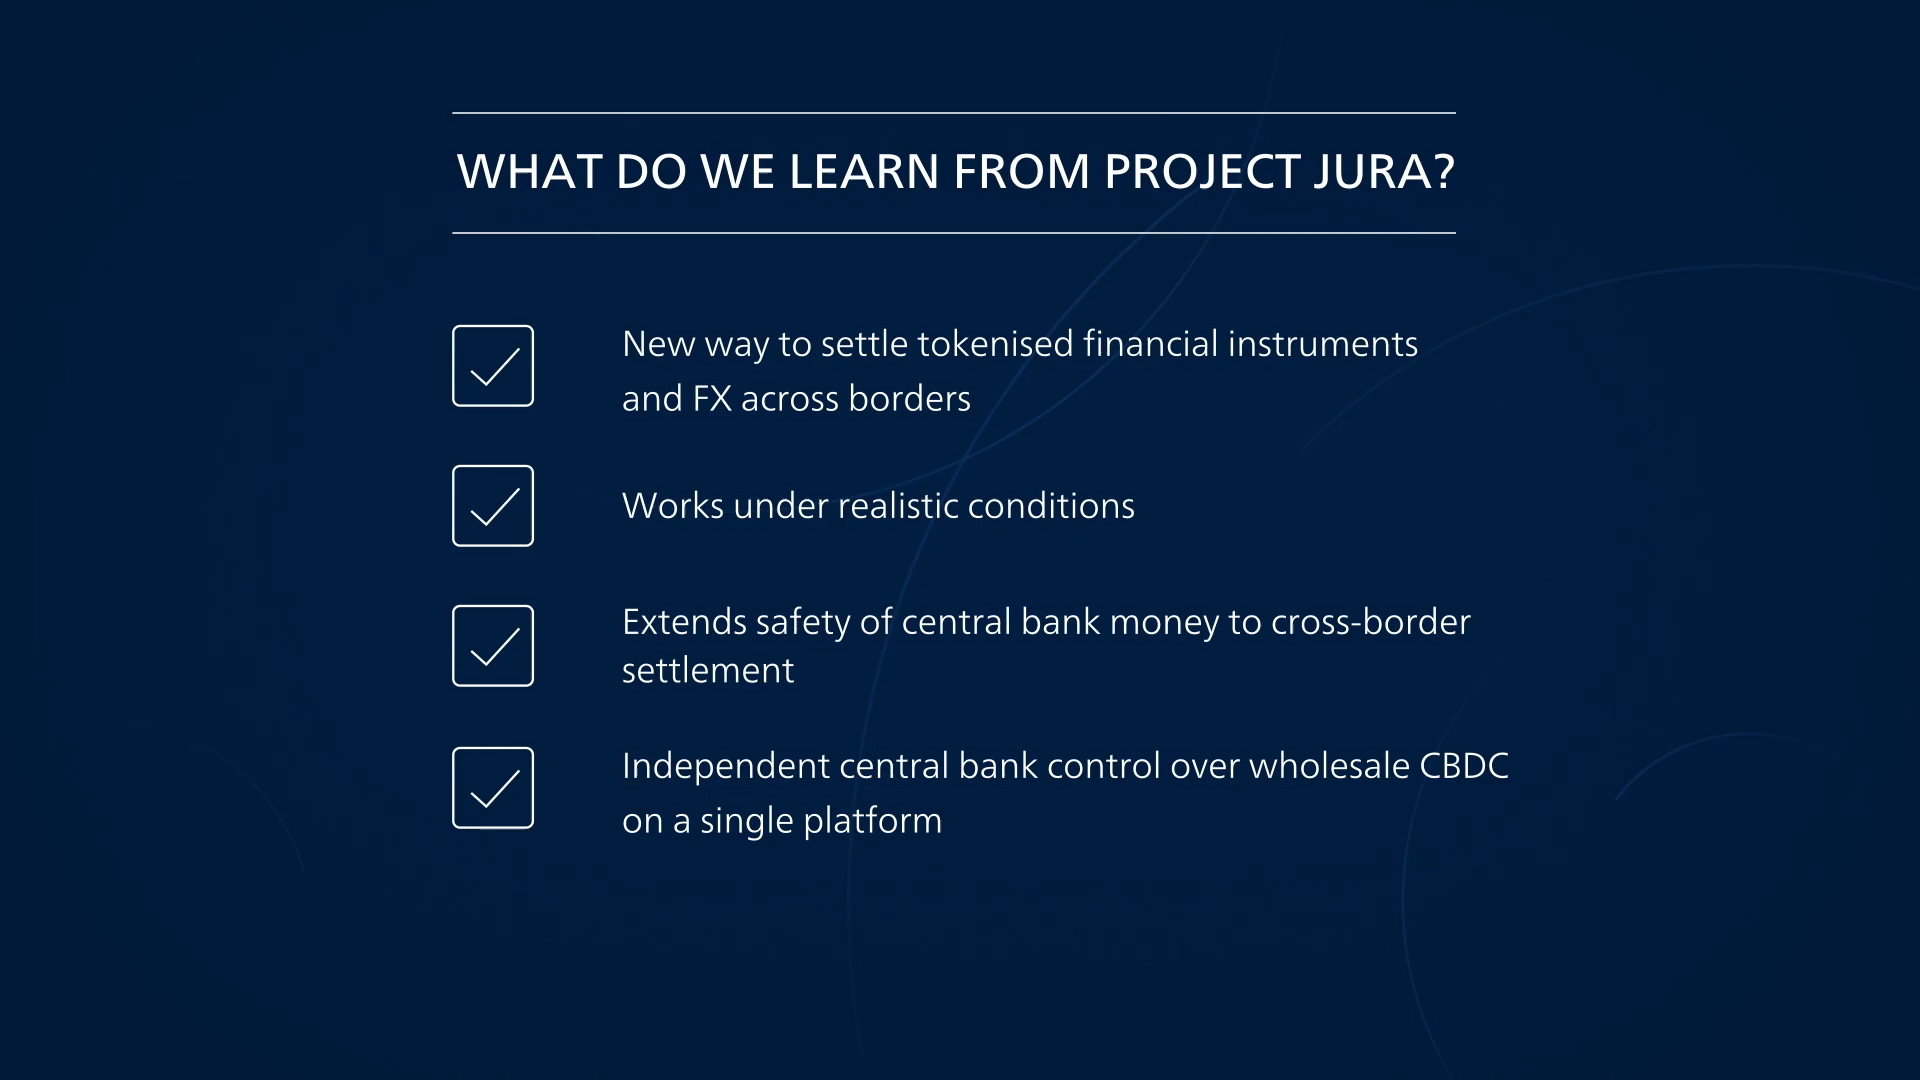 WHAT DO WE LEARN FROM PROJECT JURA?
New way to settle tokenised financial instruments
and FX across borders
Works under realistic conditions
Extends safety of central bank money to cross-border
settlement
Independent central bank control over wholesale CBDC
on a single platform